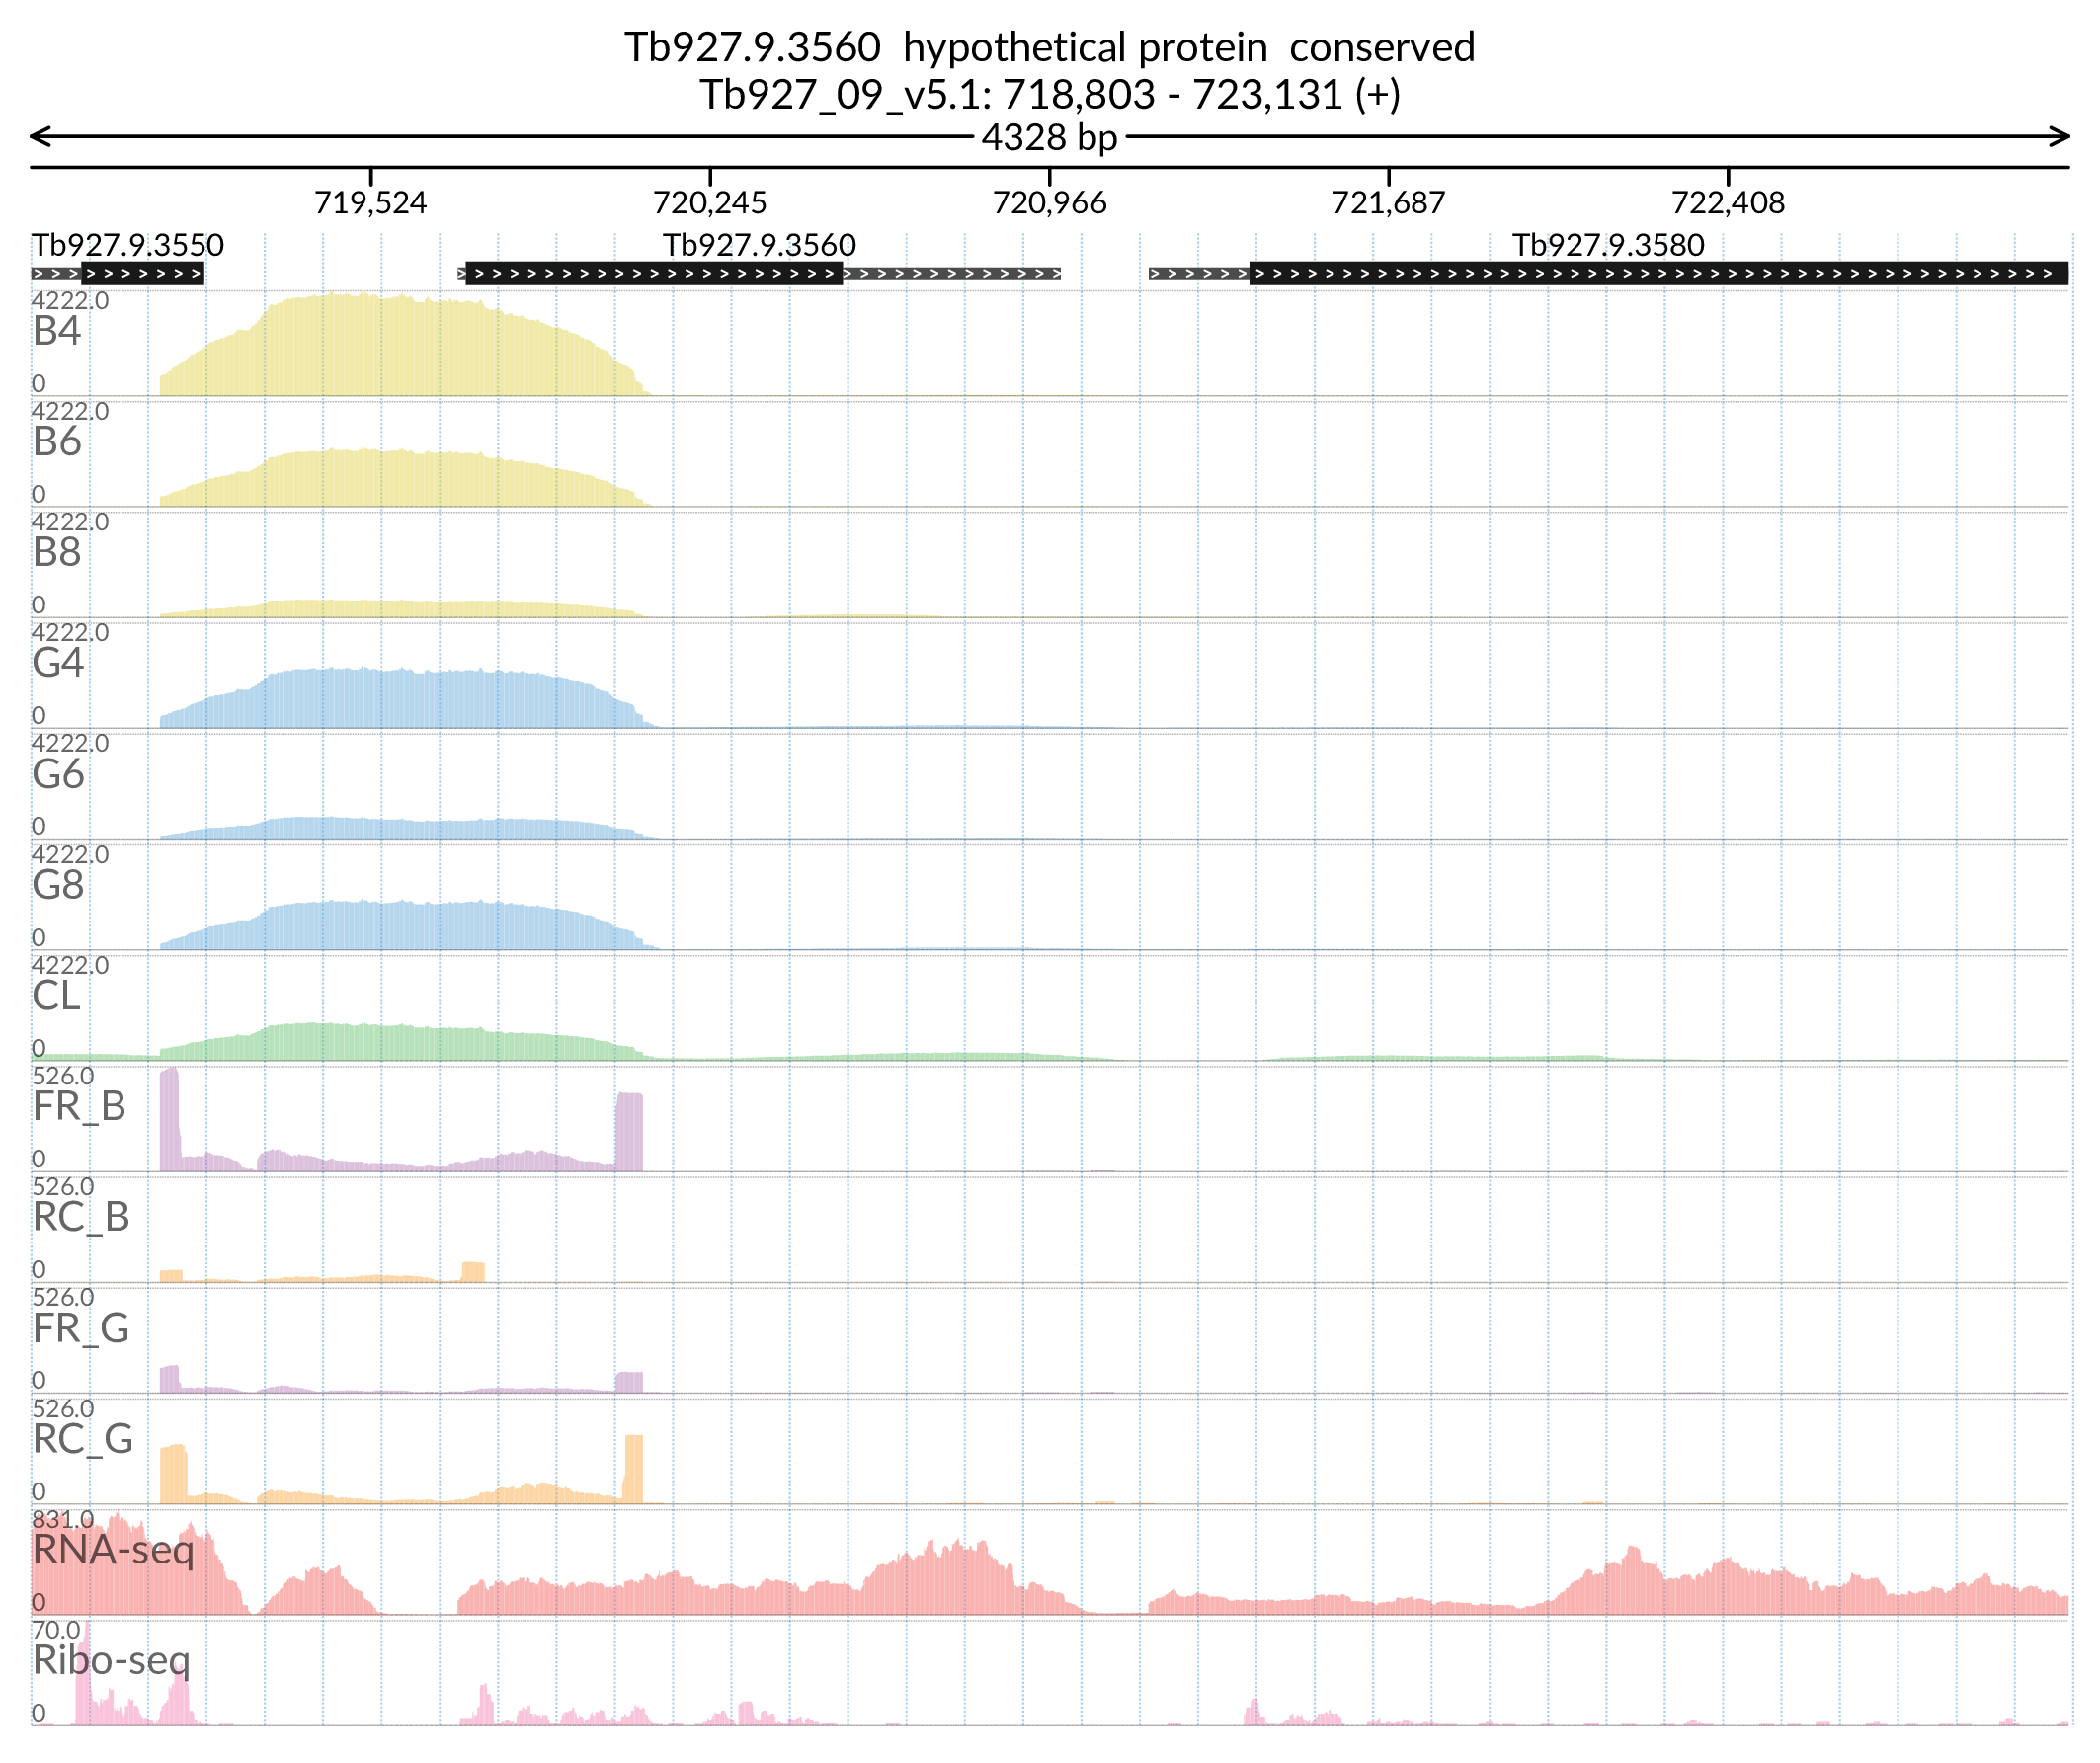 Tb927.9.3560  hypothetical protein  conserved
Tb927_09_v5.1: 718,803 - 723,131 (+)
4328 bp
719,524 720,245 720,966 721,687 722,408
Tb927.9.3550 Tb927.9.3560 Tb927.9.3580
4222.0
B4
0
4222.0
B6
0
4222.0
B8
0
4222.0
G4
0
4222.0
G6
0
4222.0
G8
0
4222.0
CL
0
526.0
FR_B
0
526.0
RC_B
0
526.0
FR_G
0
526.0
RC_G
0
831.0
RNA-seq
0
70.0
Ribo-seq
0